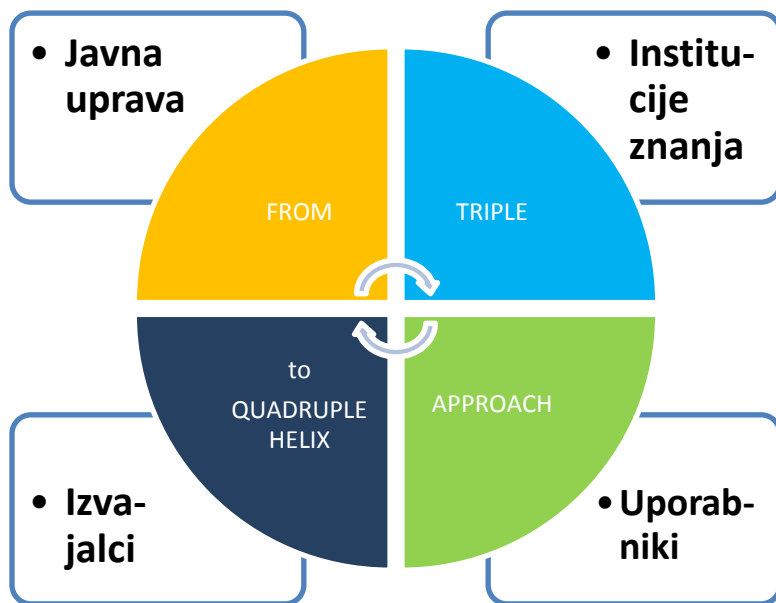 • Javna
uprava
• Institu-
cije
znanja
FROM
TRIPLE
to
QUADRUPLE
HELIX
APPROACH
• Izva-
jalci
• Uporab-
niki